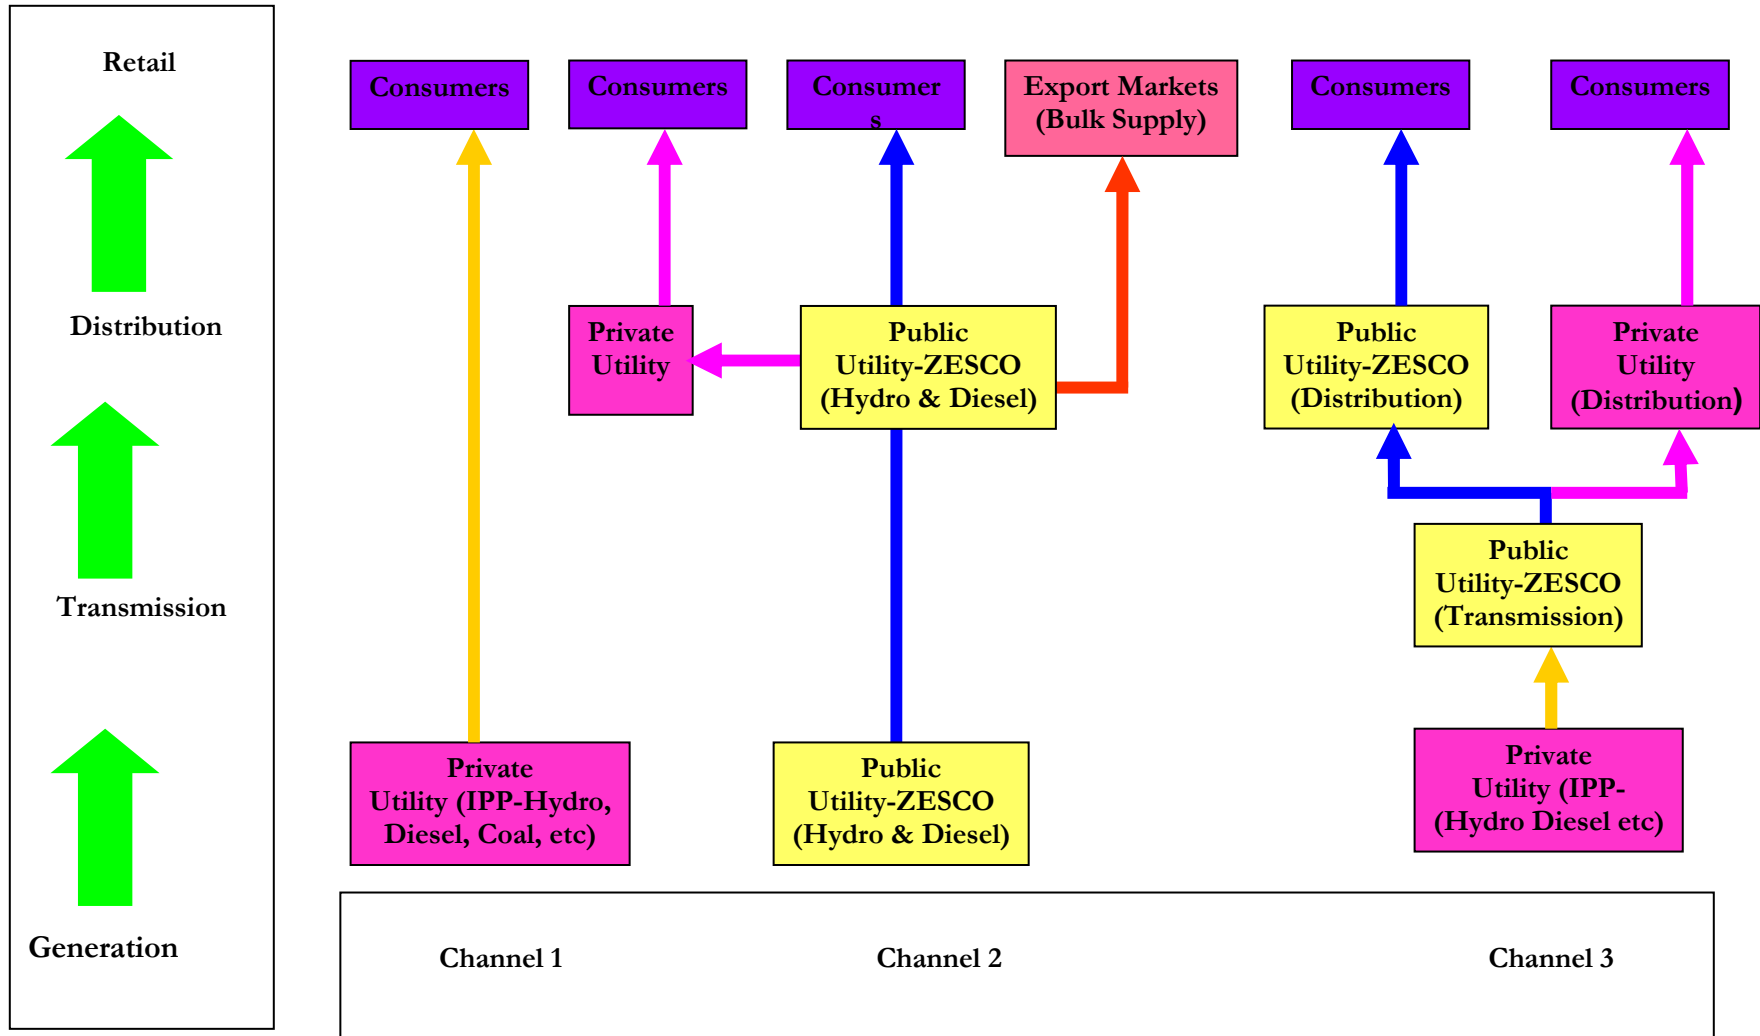 Retail
Distribution
Transmission
Generation
Consumers
Consumers
Consumer
s
Export Markets
(Bulk Supply)
Consumers
Consumers
Private
Utility
Public
Utility-ZESCO
(Hydro & Diesel)
Public
Utility-ZESCO
(Distribution)
Private
Utility
(Distribution)
Public
Utility-ZESCO
(Transmission)
Private
Utility (IPP-Hydro,
Diesel, Coal, etc)
Public
Utility-ZESCO
(Hydro & Diesel)
Private
Utility (IPP-
(Hydro Diesel etc)
Channel 1
Channel 2
Channel 3